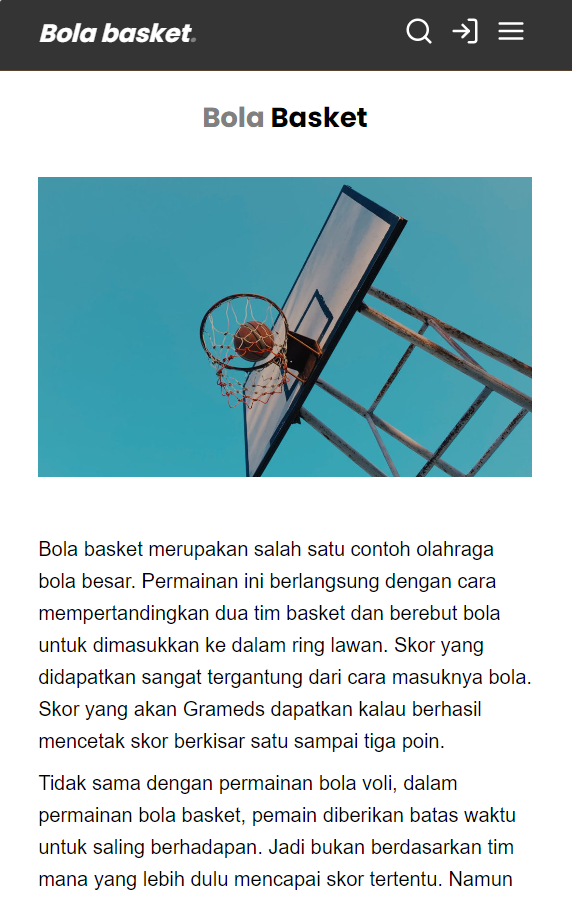 Bola basket.
Bola Basket
Bola basket merupakan salah satu contoh olahraga
bola besar. Permainan ini berlangsung dengan cara
mempertandingkan dua tim basket dan berebut bola
untuk dimasukkan ke dalam ring lawan. Skor yang
didapatkan sangat tergantung dari cara masuknya bola.
Skor yang akan Grameds dapatkan kalau berhasil
mencetak skor berkisar satu sampai tiga poin.
Tidak sama dengan permainan bola voli, dalam
permainan bola basket, pemain diberikan batas waktu
untuk saling berhadapan. Jadi bukan berdasarkan tim
mana yang lebih dulu mencapai skor tertentu. Namun